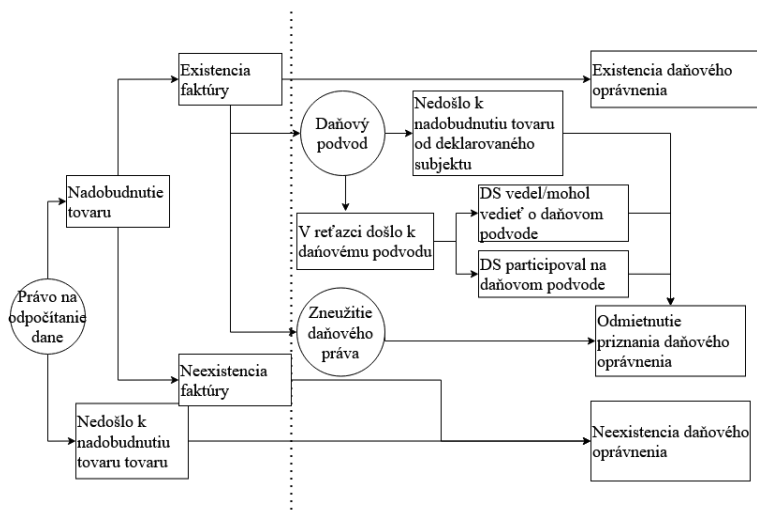 Existencia
faktúry
Existencia daňového
oprávnenia
Daňový
podvod
Nedošlo k
nadobudnutiu tovaru
od deklarovaného
subjektu
Nadobudnutie
tovaru
DS vedel/mohol
vedieť o daňovom
podvode
V reťazci došlo k
daňovému podvodu
DS participoval na
daňovom podvode
Právo na
odpočítanie
dane
Zneužitie
daňového
práva
Odmietnutie
priznania daňového
oprávnenia
Neexistencia
faktúry
Nedošlo k
nadobudnutiu
tovaru tovaru
Neexistencia daňového
oprávnenia